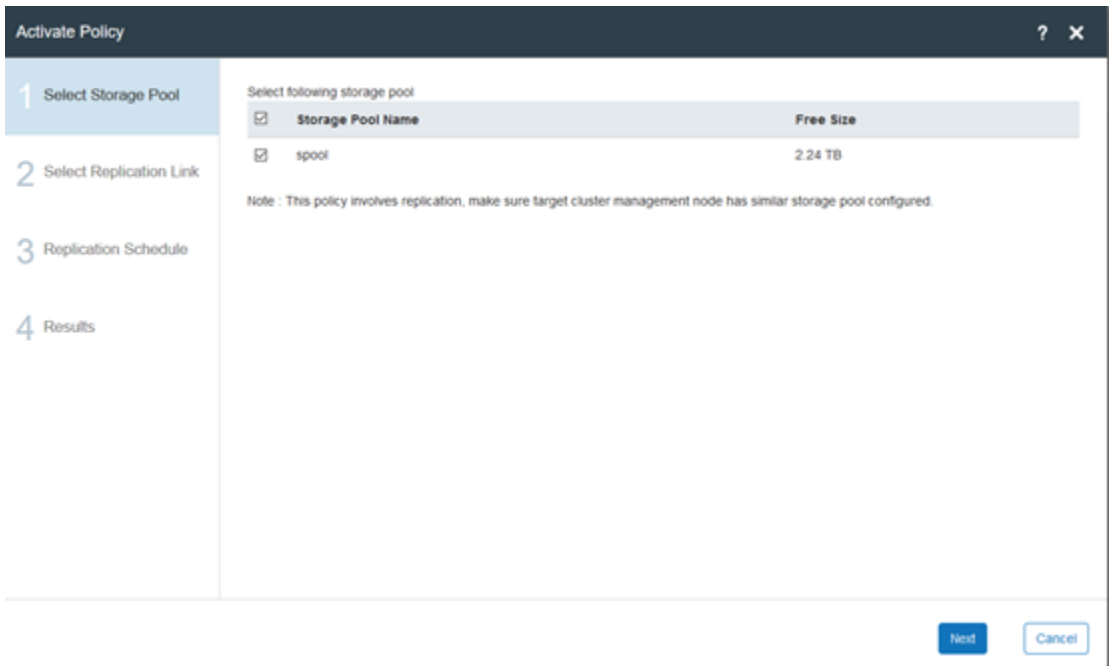 Activate Policy ? ×
1 Select Storage Pool
2 Select Replication Link
3 Replication Schedule
4 Results
Select following storage pool
Storage Pool Name Free Size
spool 2.24 TB
Note : This policy involves replication, make sure target cluster management node has similar storage pool configured.
Next Cancel